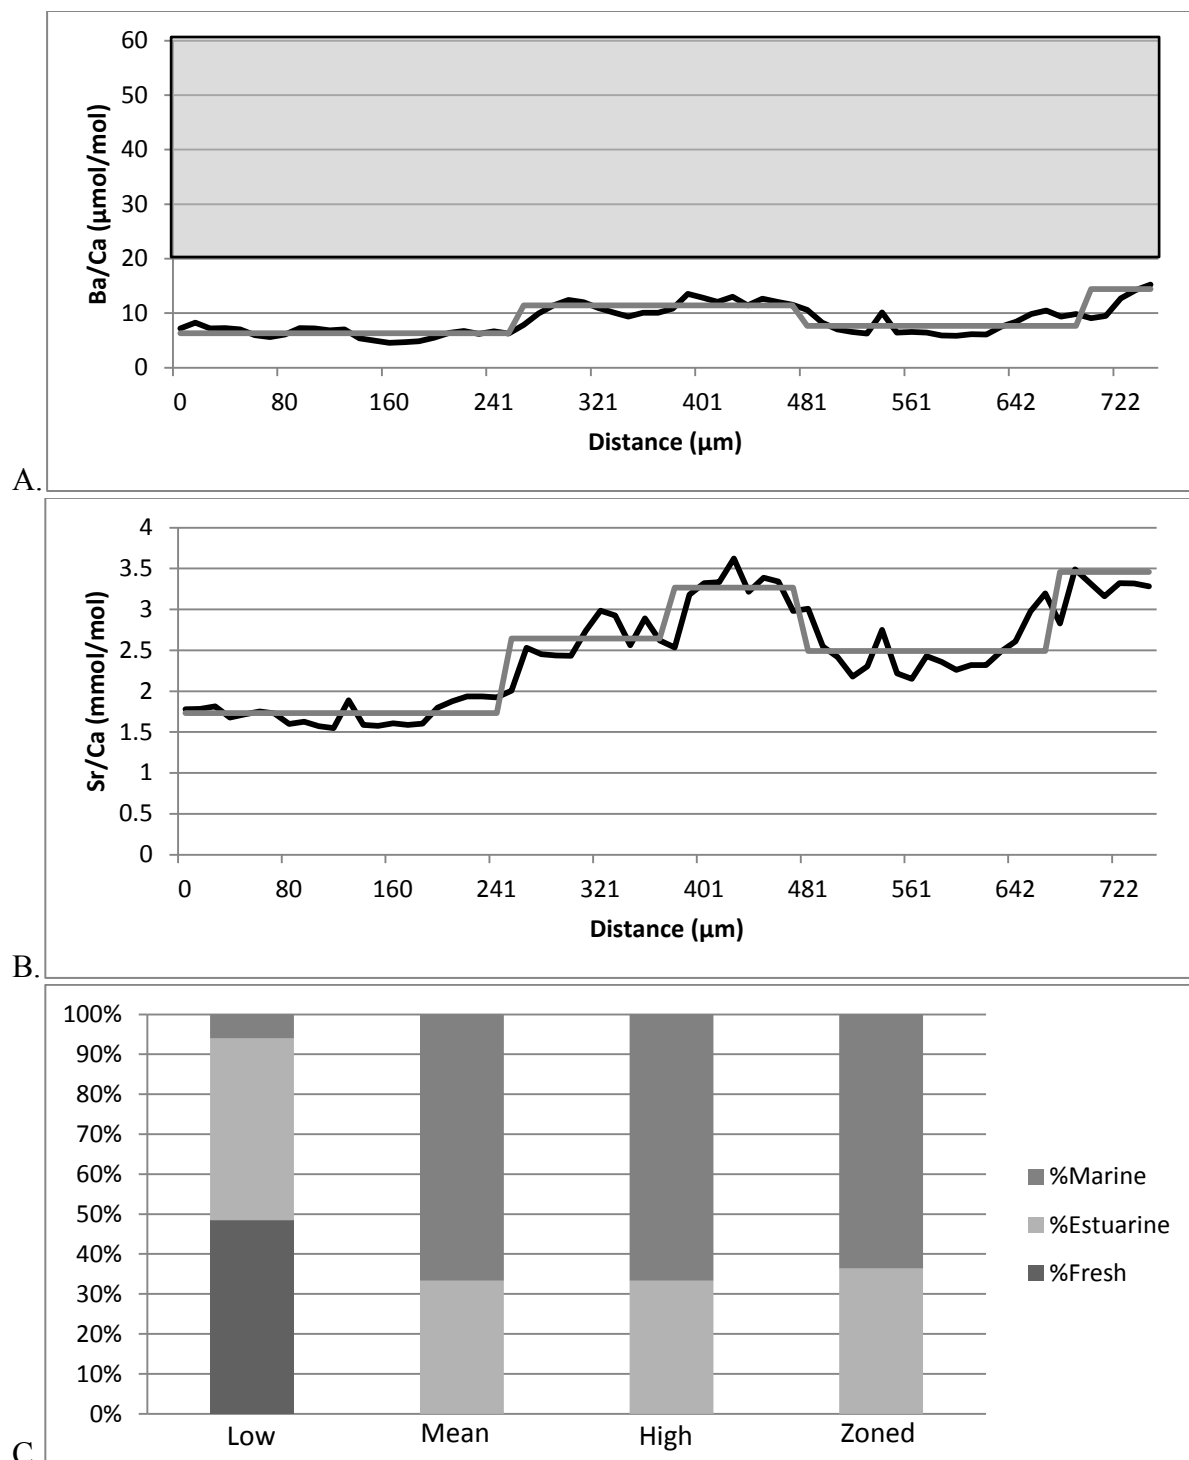 60
50
40
30
20
10
0
Ba/Ca (µmol/mol)
0 80 160 241 321 401 481 561 642 722
Distance (µm)
A.
4
3.5
3
2.5
2
1.5
1
0.5
0
Sr/Ca (mmol/mol)
0 80 160 241 321 401 481 561 642 722
Distance (µm)
B.
100%
90%
80%
70%
60%
50%
40%
30%
20%
10%
0%
Low Mean High Zoned
%Marine
%Estuarine
%Fresh
C